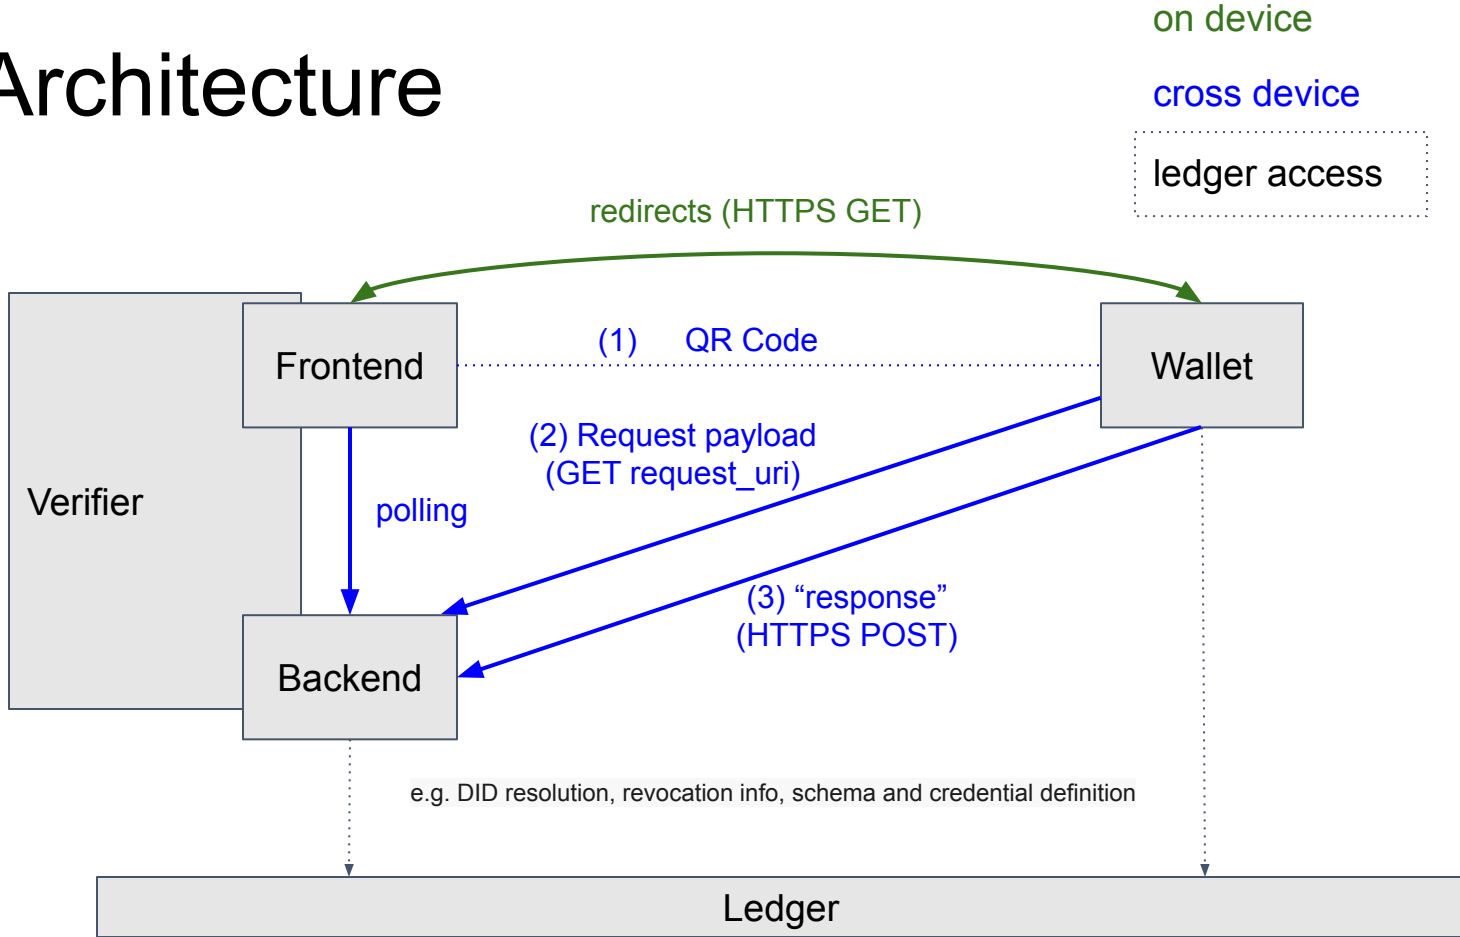 on device
Architecture
cross device
ledger access
redirects (HTTPS GET)
(1) QR Code
Frontend
Wallet
(2) Request payload
(GET request_uri)
Verifier
polling
(3) “response”
(HTTPS POST)
Backend
e.g. DID resolution, revocation info, schema and credential definition
Ledger